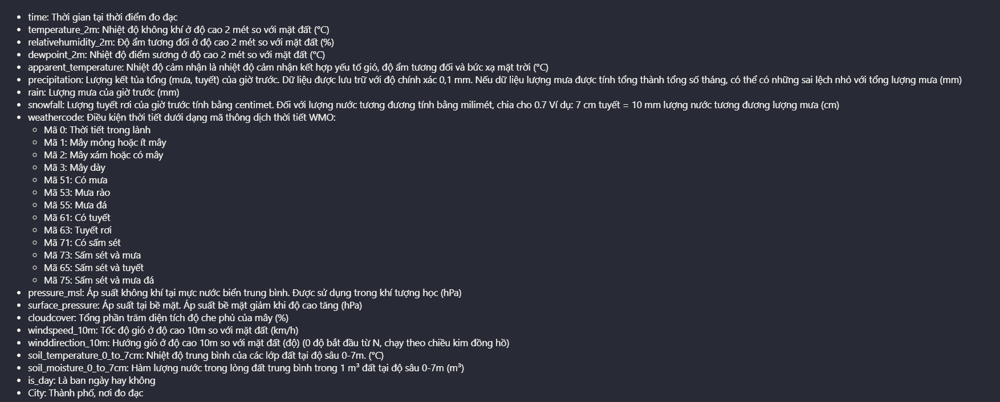 time: Thời gian tại thời điểm đo đạc
temperature_2m: Nhiệt độ không khí ở độ cao 2 mét so với mặt đất (°C)
relativehumidity_2m: Độ ẩm tương đối ở độ cao 2 mét so với mặt đất (%)
dewpoint_2m: Nhiệt độ điểm sương ở độ cao 2 mét so với mặt đất (°C)
apparent_temperature: Nhiệt độ cảm nhận là nhiệt độ cảm nhận kết hợp yếu tố gió, độ ẩm tương đối và bức xạ mặt trời (°C)
precipitation: Lượng kết tủa tổng (mưa, tuyết) của giờ trước. Dữ liệu được lưu trữ với độ chính xác 0,1 mm. Nếu dữ liệu lượng mưa được tính tổng thành tổng số tháng, có thể có những sai lệch nhỏ với tổng lượng mưa (mm)
rain: Lượng mưa của giờ trước (mm)
snowfall: Lượng tuyết rơi của giờ trước tính bằng centimet. Đối với lượng nước tương đương tính bằng milimét, chia cho 0.7 Ví dụ: 7 cm tuyết = 10 mm lượng nước tương đương lượng mưa (cm)
weathercode: Điều kiện thời tiết dưới dạng mã thông dịch thời tiết WMO:
Mã 0: Thời tiết trong lành
Mã 1: Mây mỏng hoặc ít mây
Mã 2: Mây xám hoặc có mây
Mã 3: Mây dày
Mã 51: Có mưa
Mã 53: Mưa rào
Mã 55: Mưa đá
Mã 61: Có tuyết
Mã 63: Tuyết rơi
Mã 71: Có sấm sét
Mã 73: Sấm sét và mưa
Mã 65: Sấm sét và tuyết
Mã 75: Sấm sét và mưa đá
pressure_msl: Áp suất không khí tại mực nước biển trung bình. Được sử dụng trong khí tượng học (hPa)
surface_pressure: Áp suất tại bề mặt. Áp suất bề mặt giảm khi độ cao tăng (hPa)
cloudcover: Tổng phần trăm diện tích độ che phủ của mây (%)
windspeed_10m: Tốc độ gió ở độ cao 10m so với mặt đất (km/h)
winddirection_10m: Hướng gió ở độ cao 10m so với mặt đất (độ) (0 độ bắt đầu từ N, chạy theo chiều kim đồng hồ)
soil_temperature_0_to_7cm: Nhiệt độ trung bình của các lớp đất tại độ sâu 0-7m. (°C)
soil_moisture_0_to_7cm: Hàm lượng nước trong lòng đất trung bình trong 1 m³ đất tại độ sâu 0-7m (m³)
is_day: Là ban ngày hay không
City: Thành phố, nơi đo đạc